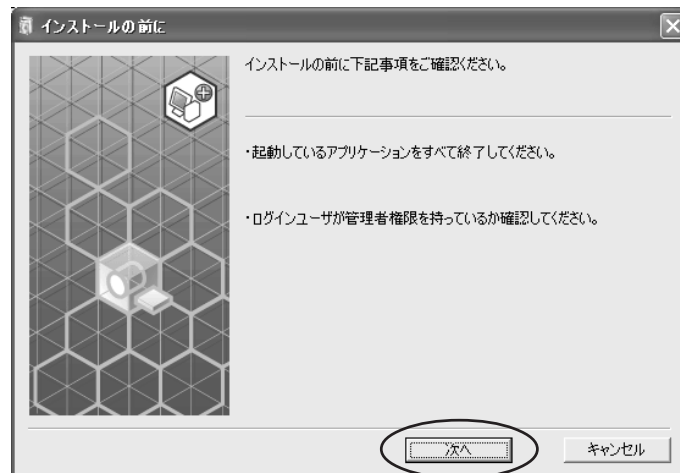 インストールの前に
インストールの前に下記事項をご確認ください。
・起動しているアプリケーションをすべて終了してください。
・ログインユーザが管理者権限を持っているか確認してください。
次へ
キャンセル